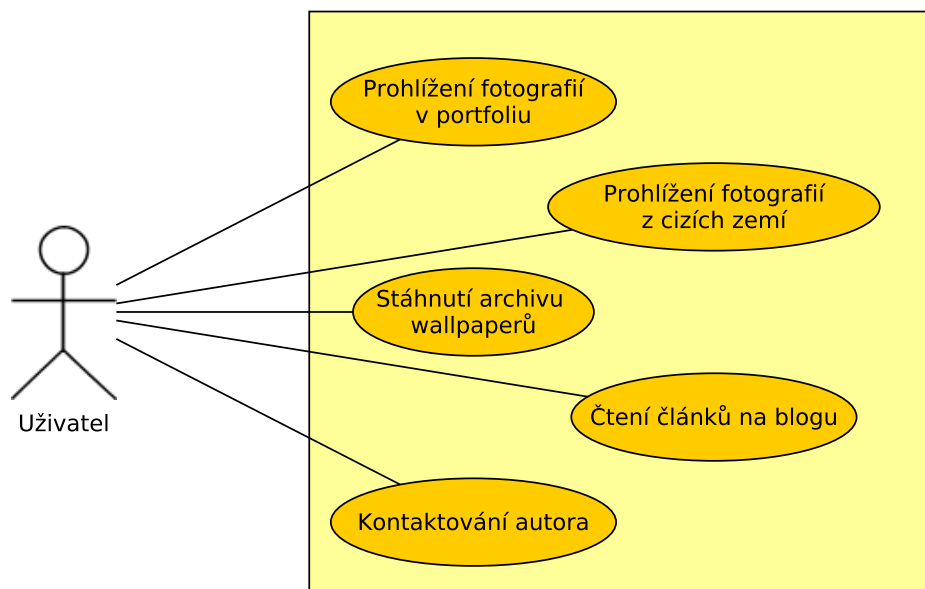 Prohlížení fotografií
v portfoliu
Prohlížení fotografií
z cizích zemí
Stáhnutí archivu
wallpaperů
Uživatel
Čtení článků na blogu
Kontaktování autora